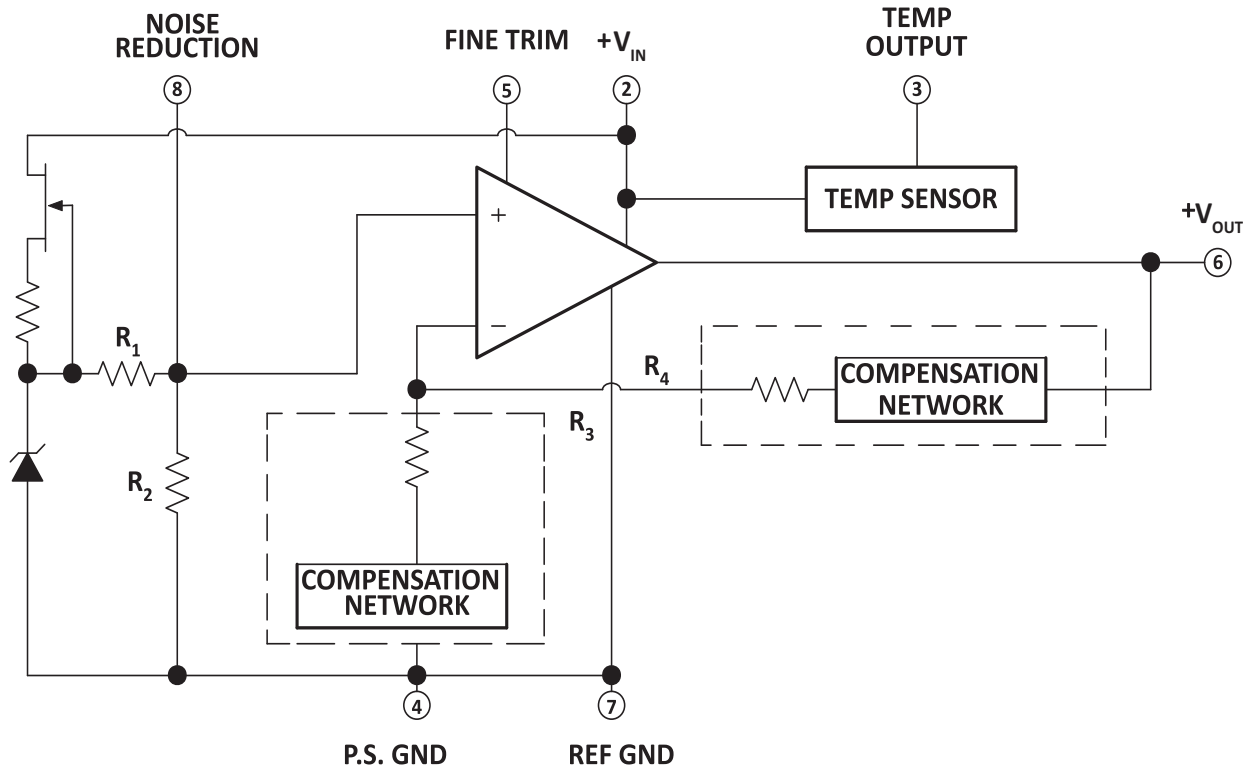 NOISE
REDUCTION
FINE TRIM
+VIN
TEMP
OUTPUT
8
5
2
3
TEMP SENSOR
+VOUT
6
+
−
R1
R4
COMPENSATION
NETWORK
R3
R2
COMPENSATION
NETWORK
4
7
P.S. GND
REF GND